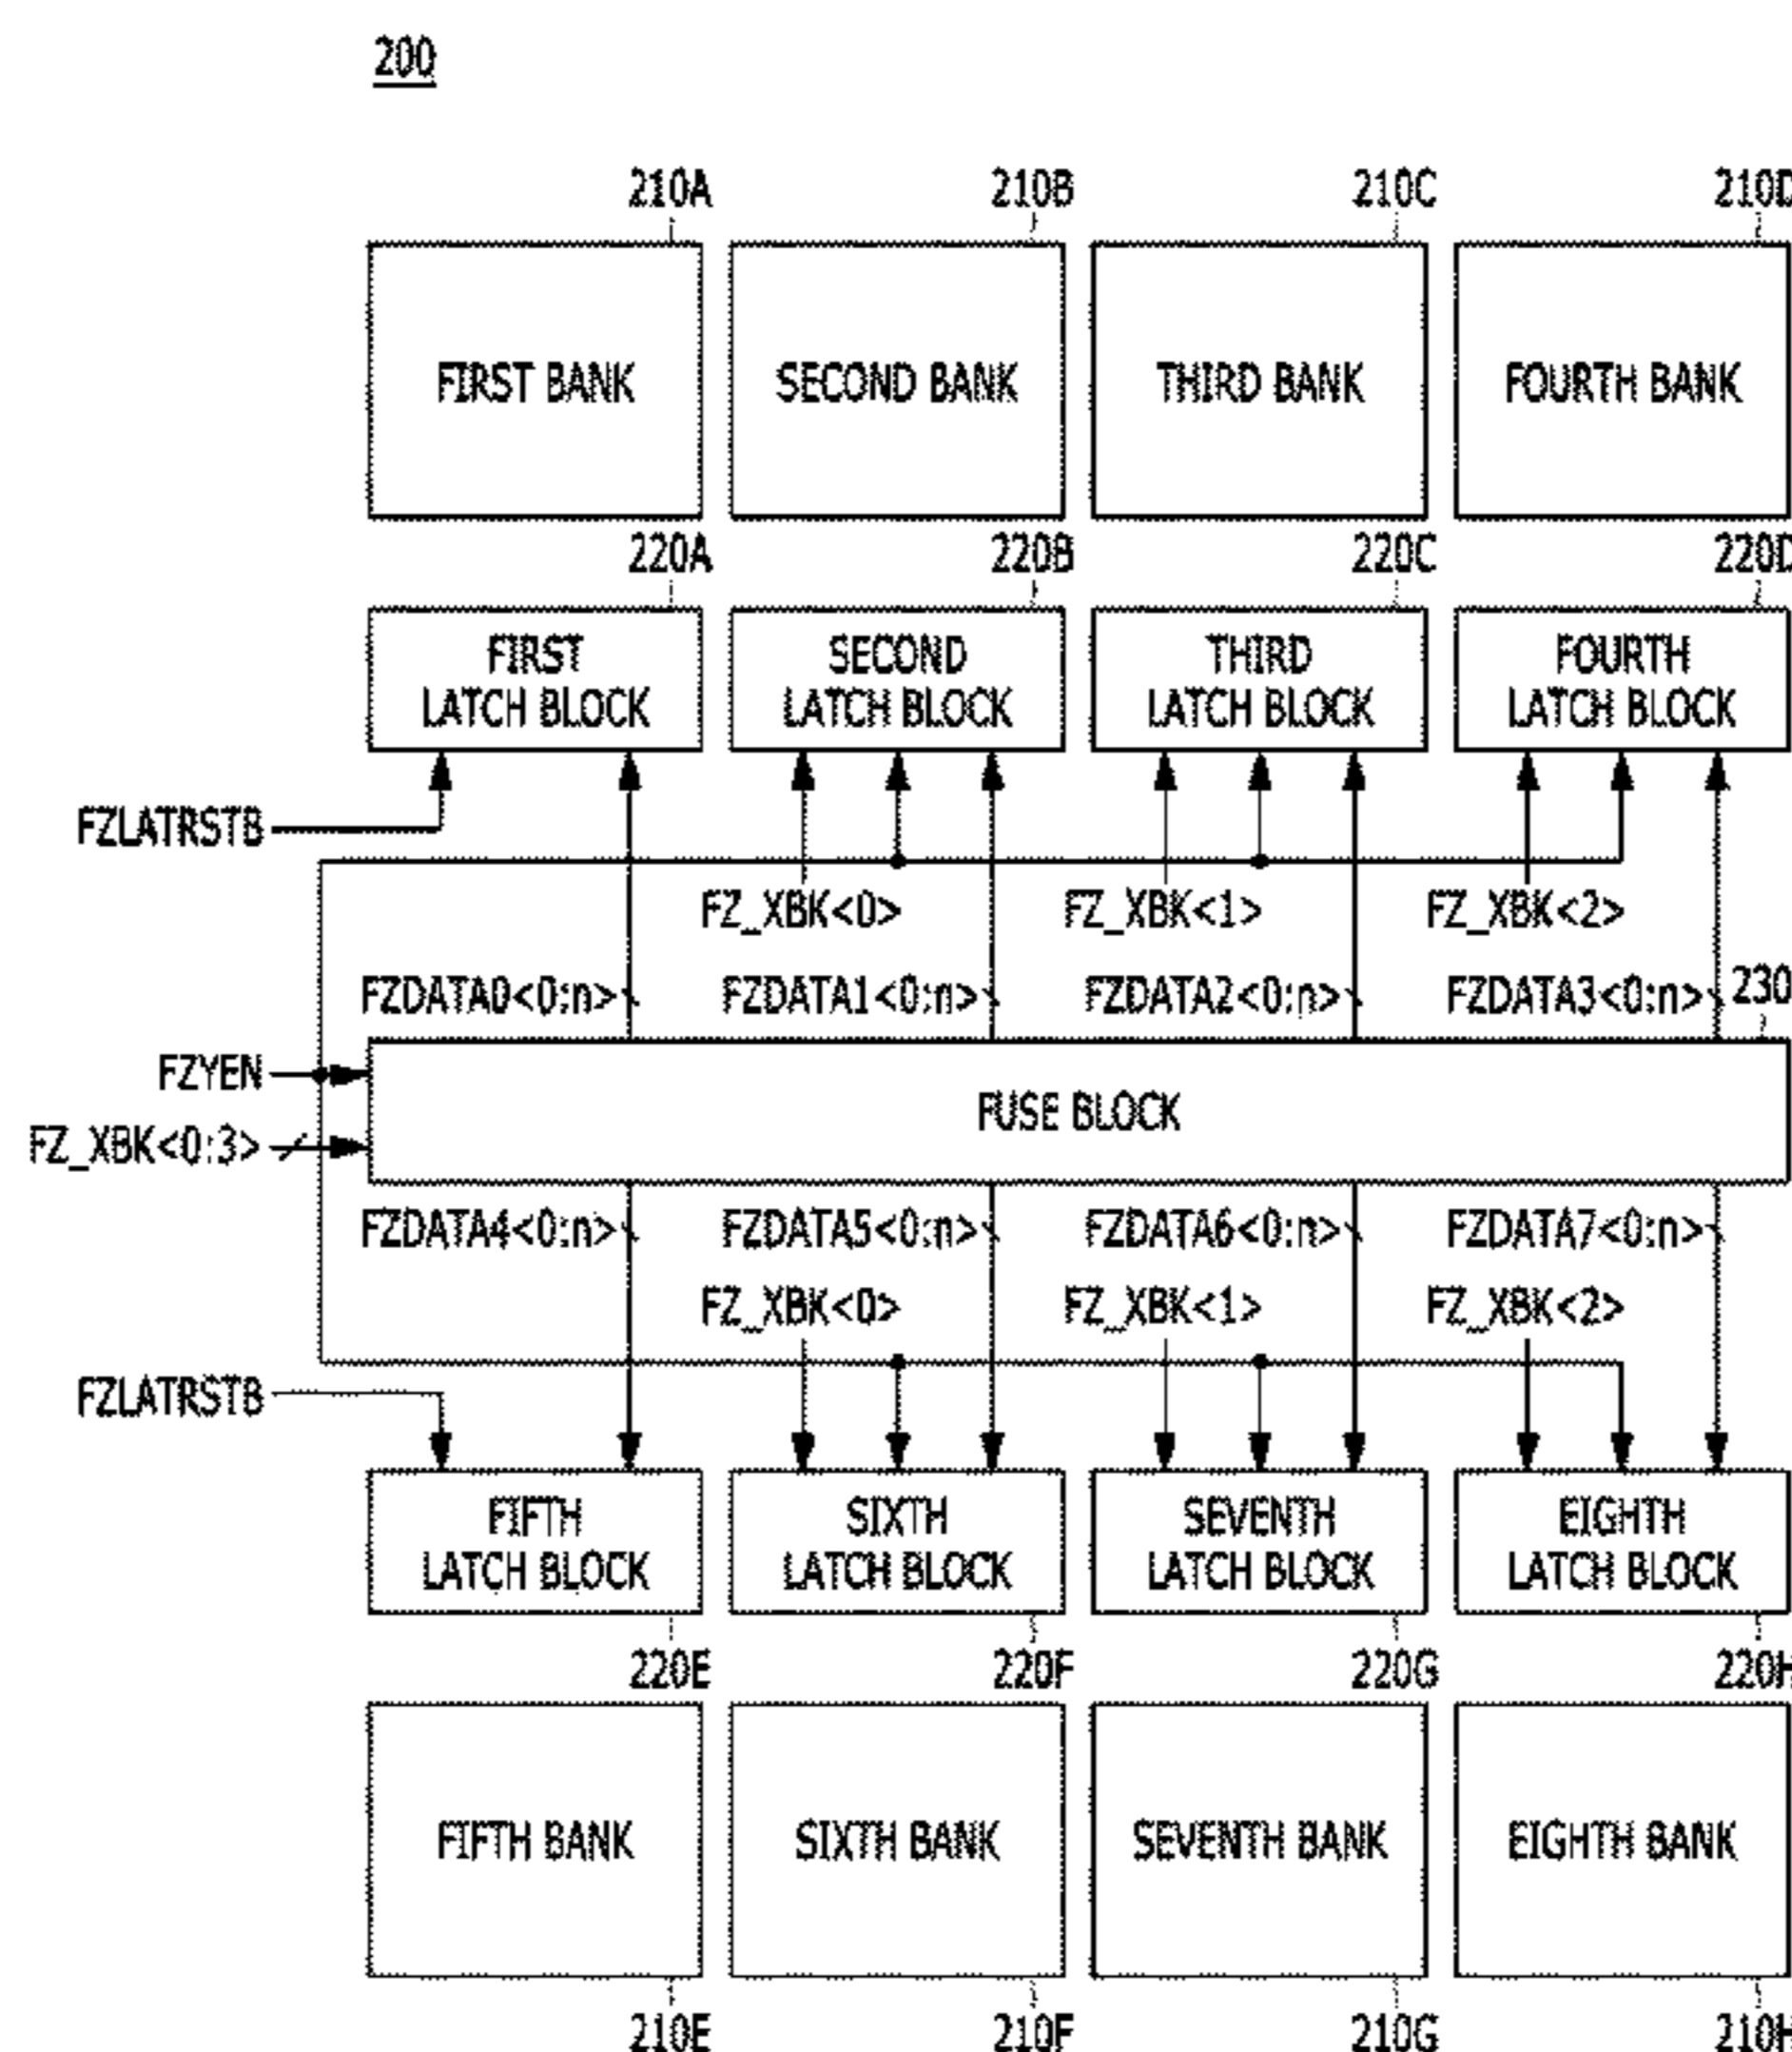 200
210A 210B 210C 210D
FIRST BANK SECOND BANK THIRD BANK FOURTH BANK
220A 220B 220C 220D
FIRST SECOND THIRD FOURTH
LATCH BLOCK LATCH BLOCK LATCH BLOCK LATCH BLOCK
FZLATRSTB
FZ_XBK<0> FZ_XBK<1> FZ_XBK<2>
FZDATA0<0:n> FZDATA1<0:n> FZDATA2<0:n> FZDATA3<0:n> 230
FZYEN
FUSE BLOCK
FZ_XBK<0:3>
FZDATA4<0:n> FZDATA5<0:n> FZDATA6<0:n> FZDATA7<0:n>
FZ_XBK<0> FZ_XBK<1> FZ_XBK<2>
FZLATRSTB
FIFTH SIXTH SEVENTH EIGHTH
LATCH BLOCK LATCH BLOCK LATCH BLOCK LATCH BLOCK
220E 220F 220G 220H
FIFTH BANK SIXTH BANK SEVENTH BANK EIGHTH BANK
210E 210F 210G 210H